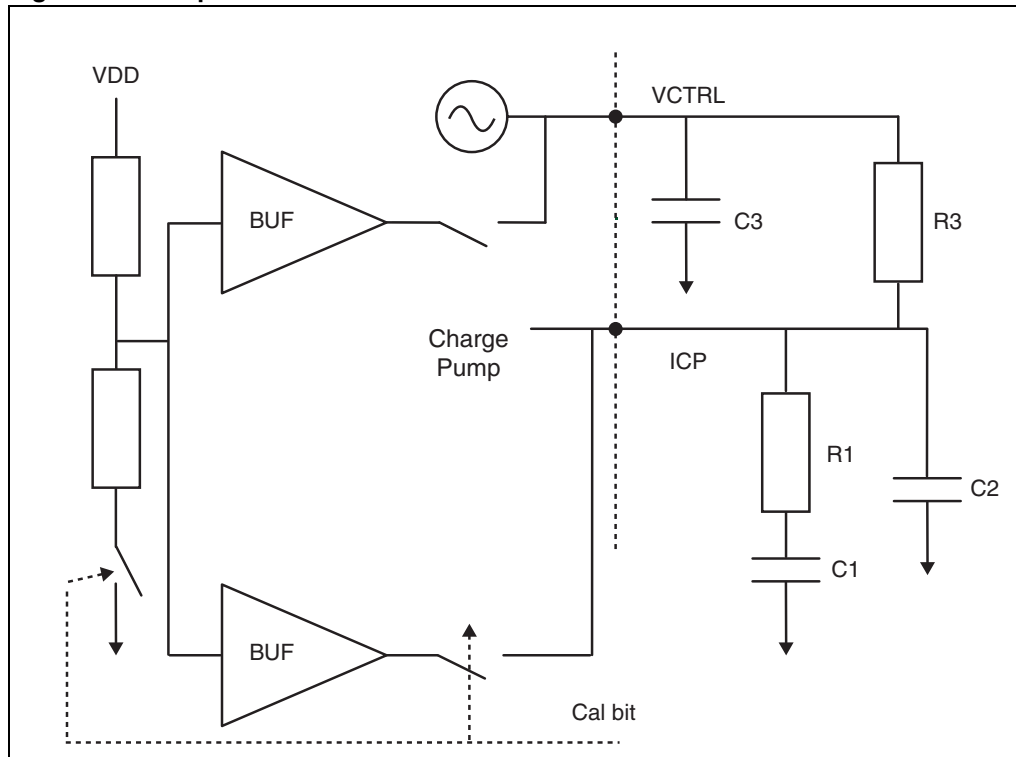 VDD
VCTRL
BUF
C3
R3
Charge
Pump
ICP
R1
C2
C1
BUF
Cal bit